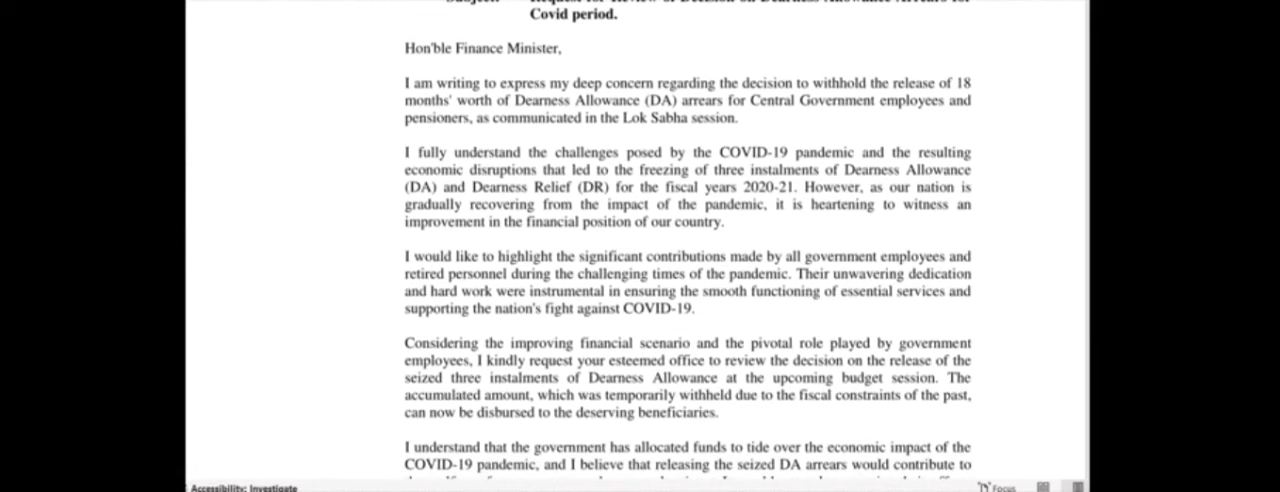 Covid period.
Hon'ble Finance Minister,
I am writing to express my deep concern regarding the decision to withhold the release of 18
months' worth of Dearness Allowance (DA) arrears for Central Government employees and
pensioners, as communicated in the Lok Sabha session.
I fully understand the challenges posed by the COVID-19 pandemic and the resulting
economic disruptions that led to the freezing of three instalments of Dearness Allowance
(DA) and Dearness Relief (DR) for the fiscal years 2020-21. However, as our nation is
gradually recovering from the impact of the pandemic, it is heartening to witness an
improvement in the financial position of our country.
I would like to highlight the significant contributions made by all government employees and
retired personnel during the challenging times of the pandemic. Their unwavering dedication
and hard work were instrumental in ensuring the smooth functioning of essential services and
supporting the nation's fight against COVID-19.
Considering the improving financial scenario and the pivotal role played by government
employees, I kindly request your esteemed office to review the decision on the release of the
seized three instalments of Dearness Allowance at the upcoming budget session. The
accumulated amount, which was temporarily withheld due to the fiscal constraints of the past,
can now be disbursed to the deserving beneficiaries.
I understand that the government has allocated funds to tide over the economic impact of the
COVID-19 pandemic, and I believe that releasing the seized DA arrears would contribute to
Accessibility: Investigate Focus